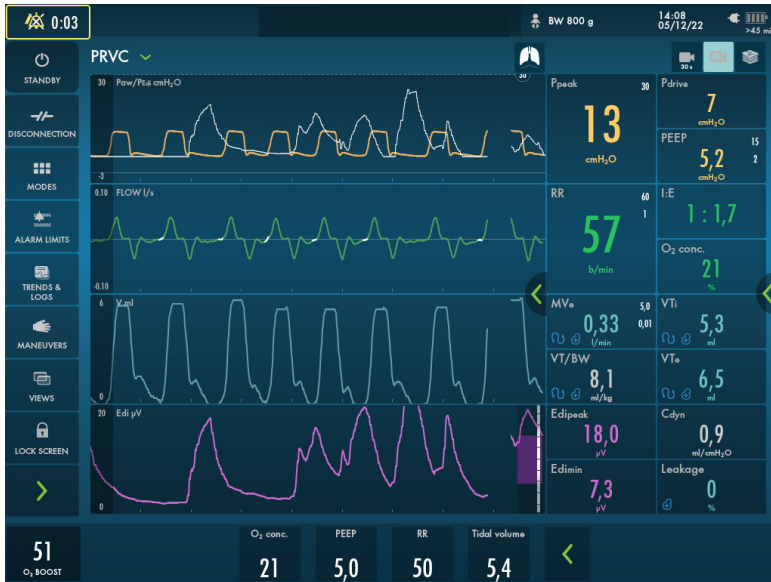 0:03
BW 800 g
14:08
05/12/22
>45 mi
STANDBY
DISCONNECTION
MODES
ALARM LIMITS
TRENDS &
LOGS
MANEUVERS
VIEWS
LOCK SCREEN
PRVC
30 s
30 Paw/PEdi cmH2O
-3
0.10 FLOW l/s
-0.10
6 V ml
0
20 Edi µV
0
Ppeak 30
13
cmH2O
Pdrive
7
cmH2O
PEEP 15
5,2 2
cmH2O
RR 60
1
57
b/min
I:E
1 : 1,7
O2 conc.
21
%
MVe 5,0
0,33 0,01
l/min
VTi
5,3
ml
VT/BW
8,1
ml/kg
VTe
6,5
ml
Edipeak
18,0
µV
Cdyn
0,9
ml/cmH2O
Edimin
7,3
µV
Leakage
0
%
51
O2 BOOST
O2 conc. PEEP RR Tidal volume
21 5,0 50 5,4